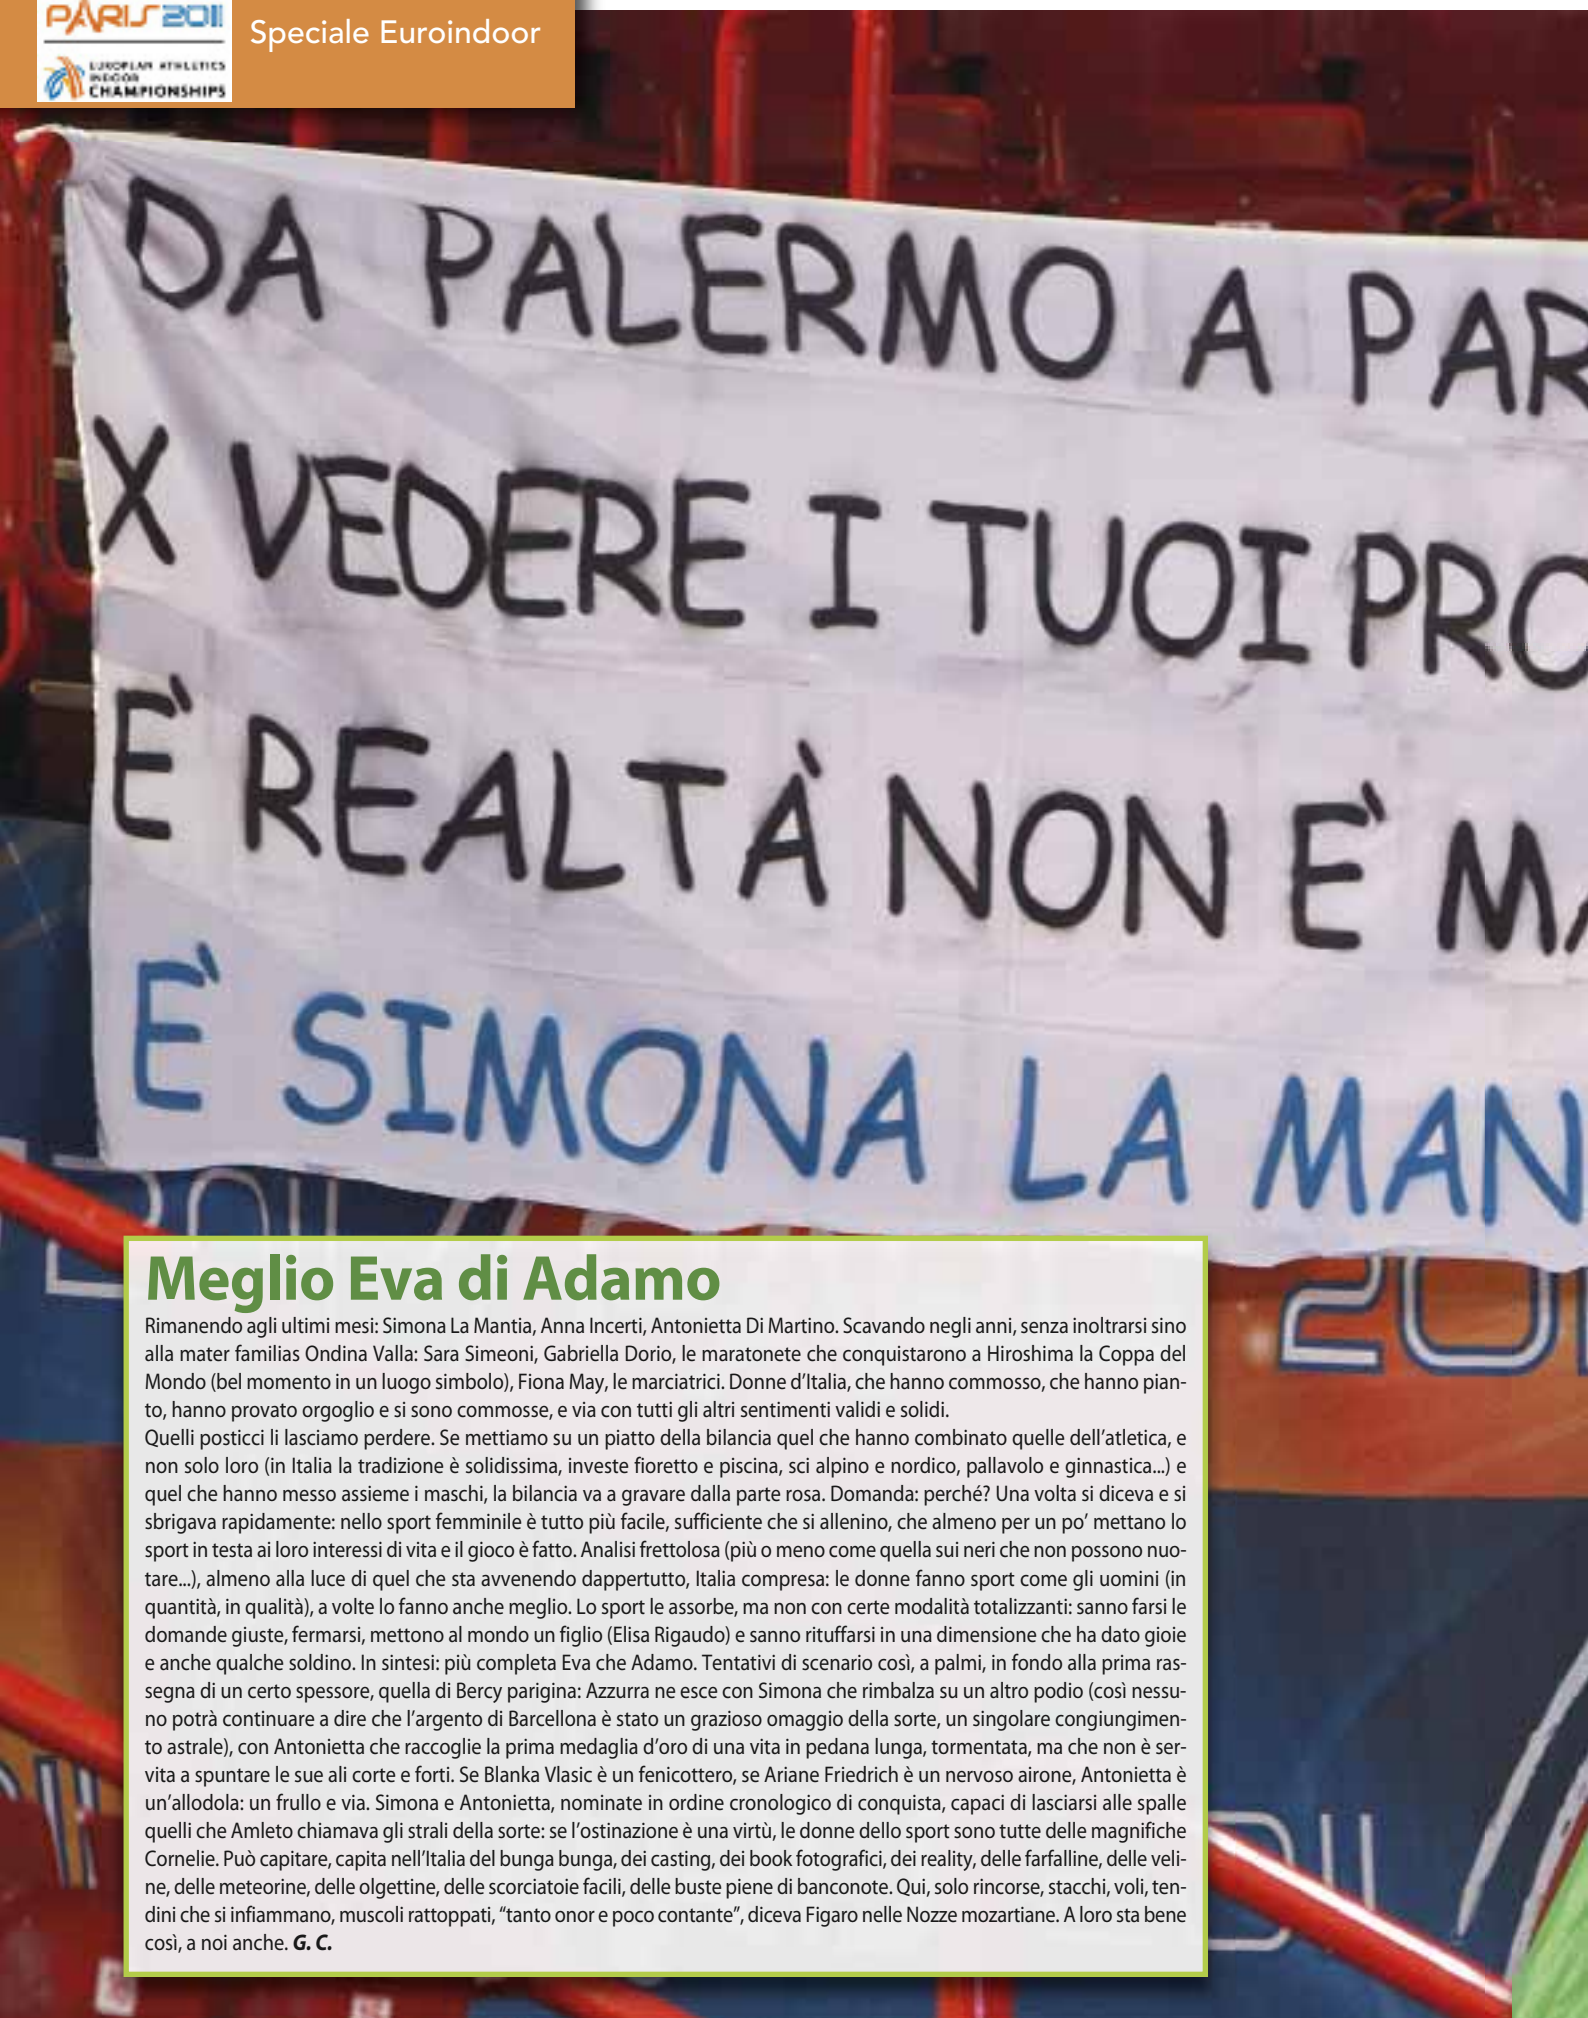 PARIS 2011
EUROPEAN ATHLETICS
INDOOR
CHAMPIONSHIPS
Speciale Euroindoor
DA PALERMO A PAR
X VEDERE I TUOI PRO
E' REALTÀ NON E' MA
E' SIMONA LA MAN
2011
201
Meglio Eva di Adamo
Rimanendo agli ultimi mesi: Simona La Mantia, Anna Incerti, Antonietta Di Martino. Scavando negli anni, senza inoltrarsi sino
alla mater familias Ondina Valla: Sara Simeoni, Gabriella Dorio, le maratonete che conquistarono a Hiroshima la Coppa del
Mondo (bel momento in un luogo simbolo), Fiona May, le marciatrici. Donne d'Italia, che hanno commosso, che hanno pian-
to, hanno provato orgoglio e si sono commosse, e via con tutti gli altri sentimenti validi e solidi.
Quelli posticci li lasciamo perdere. Se mettiamo su un piatto della bilancia quel che hanno combinato quelle dell'atletica, e
non solo loro (in Italia la tradizione è solidissima, investe fioretto e piscina, sci alpino e nordico, pallavolo e ginnastica...) e
quel che hanno messo assieme i maschi, la bilancia va a gravare dalla parte rosa. Domanda: perché? Una volta si diceva e si
sbrigava rapidamente: nello sport femminile è tutto più facile, sufficiente che si allenino, che almeno per un po' mettano lo
sport in testa ai loro interessi di vita e il gioco è fatto. Analisi frettolosa (più o meno come quella sui neri che non possono nuo-
tare...), almeno alla luce di quel che sta avvenendo dappertutto, Italia compresa: le donne fanno sport come gli uomini (in
quantità, in qualità), a volte lo fanno anche meglio. Lo sport le assorbe, ma non con certe modalità totalizzanti: sanno farsi le
domande giuste, fermarsi, mettono al mondo un figlio (Elisa Rigaudo) e sanno rituffarsi in una dimensione che ha dato gioie
e anche qualche soldino. In sintesi: più completa Eva che Adamo. Tentativi di scenario così, a palmi, in fondo alla prima ras-
segna di un certo spessore, quella di Bercy parigina: Azzurra ne esce con Simona che rimbalza su un altro podio (così nessu-
no potrà continuare a dire che l'argento di Barcellona è stato un grazioso omaggio della sorte, un singolare congiungimen-
to astrale), con Antonietta che raccoglie la prima medaglia d'oro di una vita in pedana lunga, tormentata, ma che non è ser-
vita a spuntare le sue ali corte e forti. Se Blanka Vlasic è un fenicottero, se Ariane Friedrich è un nervoso airone, Antonietta è
un'allodola: un frullo e via. Simona e Antonietta, nominate in ordine cronologico di conquista, capaci di lasciarsi alle spalle
quelli che Amleto chiamava gli strali della sorte: se l'ostinazione è una virtù, le donne dello sport sono tutte delle magnifiche
Cornelie. Può capitare, capita nell'Italia del bunga bunga, dei casting, dei book fotografici, dei reality, delle farfalline, delle veli-
ne, delle meteorine, delle olgettine, delle scorciatoie facili, delle buste piene di banconote. Qui, solo rincorse, stacchi, voli, ten-
dini che si infiammano, muscoli rattoppati, “tanto onor e poco contante”, diceva Figaro nelle Nozze mozartiane. A loro sta bene
così, a noi anche. G. C.